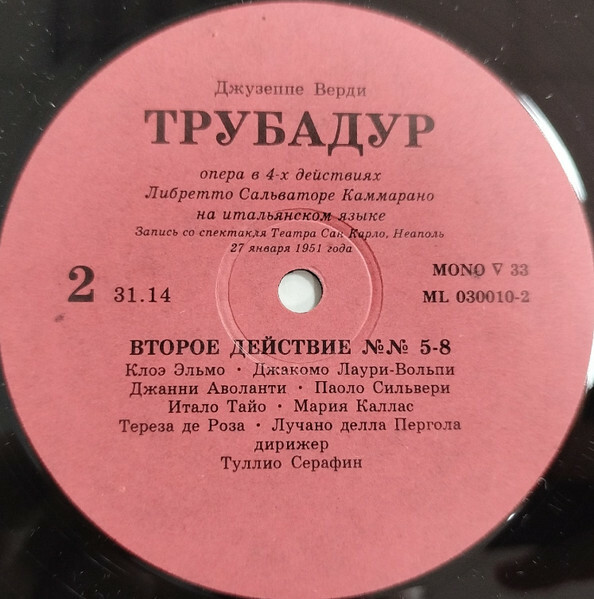 Джузеппе Верди
ТРУБАДУР
опера в 4-х действиях
Либретто Сальваторе Каммарано
на итальянском языке
Запись со спектакля Театра Сан Карло, Неаполь
27 января 1951 года
2 31.14
MONO ∇ 33
ML 030010-2
ВТОРОЕ ДЕЙСТВИЕ №№ 5-8
Клоэ Эльмо · Джакомо Лаури-Вольпи
Джанни Аволанти · Паоло Сильвери
Итало Тайо · Мария Каллас
Тереза де Роза · Лучано делла Пергола
дирижер
Туллио Серафин